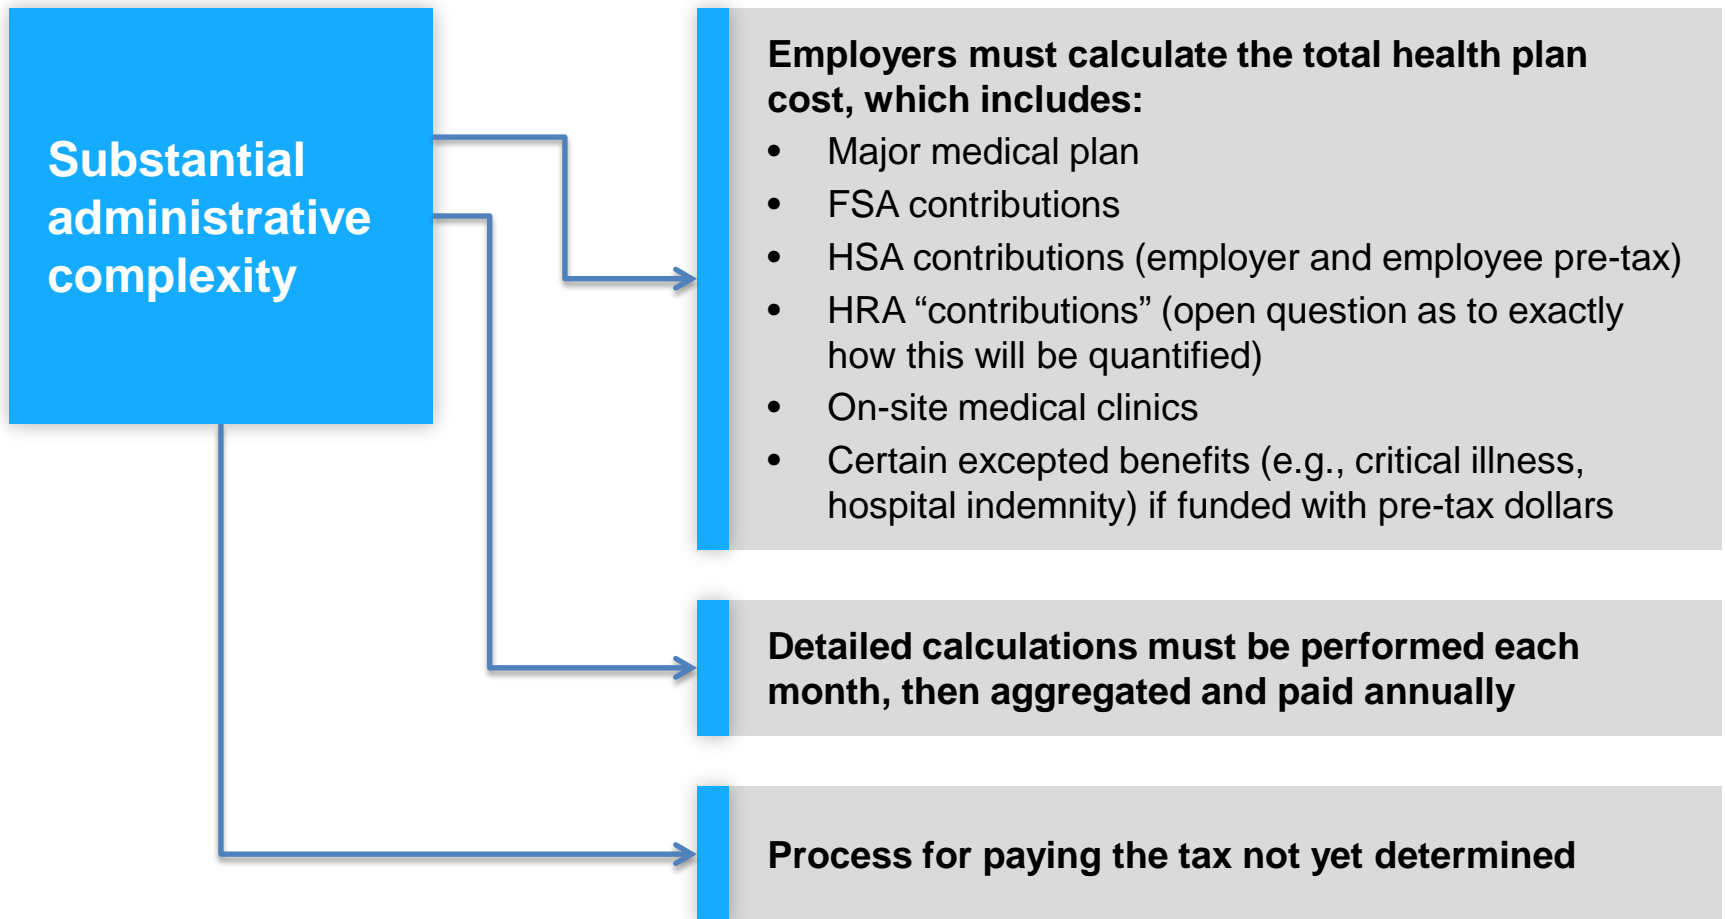 Substantial
administrative
complexity
Employers must calculate the total health plan
cost, which includes:
• Major medical plan
• FSA contributions
• HSA contributions (employer and employee pre-tax)
• HRA “contributions” (open question as to exactly
how this will be quantified)
• On-site medical clinics
• Certain excepted benefits (e.g., critical illness,
hospital indemnity) if funded with pre-tax dollars
Detailed calculations must be performed each
month, then aggregated and paid annually
Process for paying the tax not yet determined